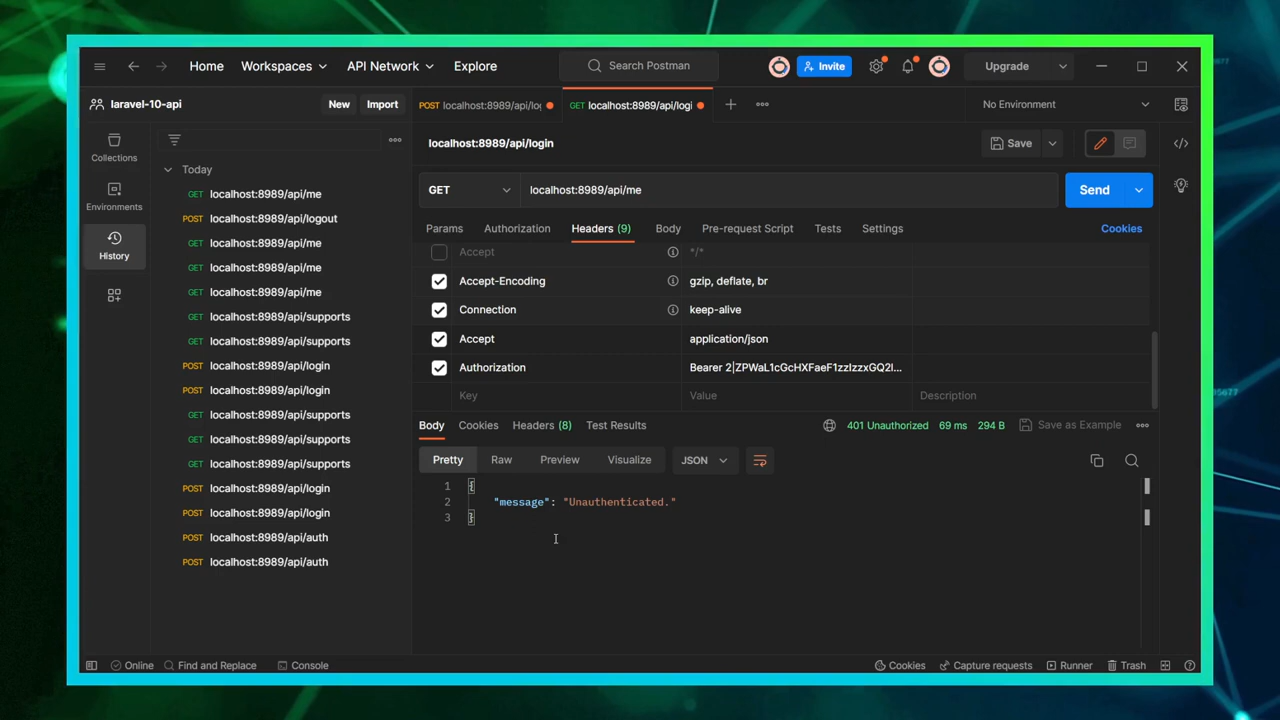 Home
Workspaces
API Network
Explore
Search Postman
Invite
Upgrade
laravel-10-api
New
Import
POST localhost:8989/api/log
GET localhost:8989/api/logi
No Environment
Collections
Environments
History
Today
GET localhost:8989/api/me
POST localhost:8989/api/logout
GET localhost:8989/api/me
GET localhost:8989/api/me
GET localhost:8989/api/me
GET localhost:8989/api/supports
GET localhost:8989/api/supports
POST localhost:8989/api/login
POST localhost:8989/api/login
GET localhost:8989/api/supports
GET localhost:8989/api/supports
GET localhost:8989/api/supports
POST localhost:8989/api/login
POST localhost:8989/api/login
POST localhost:8989/api/auth
POST localhost:8989/api/auth
localhost:8989/api/login
Save
GET
localhost:8989/api/me
Send
Params
Authorization
Headers (9)
Body
Pre-request Script
Tests
Settings
Cookies
Accept */*
Accept-Encoding gzip, deflate, br
Connection keep-alive
Accept application/json
Authorization Bearer 2|ZPWaL1cGcHXFaeF1zzIzzxGQ2l...
Key Value Description
Body
Cookies
Headers (8)
Test Results
401 Unauthorized 69 ms 294 B
Save as Example
Pretty
Raw
Preview
Visualize
JSON
1 {
2 "message": "Unauthenticated."
3 }
Online
Find and Replace
Console
Cookies
Capture requests
Runner
Trash